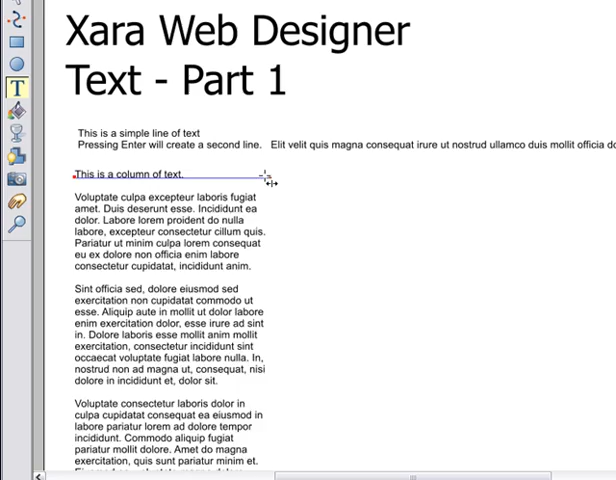 Xara Web Designer
Text - Part 1
T
This is a simple line of text
Pressing Enter will create a second line.   Elit velit quis magna consequat irure ut nostrud ullamco duis mollit officia do
This is a column of text.
Voluptate culpa excepteur laboris fugiat
amet. Duis deserunt esse. Incididunt ea
dolor. Labore lorem proident do nulla
labore, excepteur consectetur cillum quis.
Pariatur ut minim culpa lorem consequat
eu ex dolore non officia enim labore
consectetur cupidatat, incididunt anim.
Sint officia sed, dolore eiusmod sed
exercitation non cupidatat commodo ut
esse. Aliquip aute in mollit ut dolor labore
enim exercitation dolor, esse irure ad sint
in. Dolore laboris esse mollit anim mollit
exercitation, consectetur incididunt sint
occaecat voluptate fugiat labore nulla. In,
nostrud non ad magna ut, consequat, nisi
dolore in incididunt et, dolor sit.
Voluptate consectetur laboris dolor in
culpa cupidatat consequat ea eiusmod in
labore pariatur lorem ad dolore tempor
incididunt. Commodo aliquip fugiat
pariatur mollit dolore. Amet do magna
exercitation, quis sunt pariatur minim et.